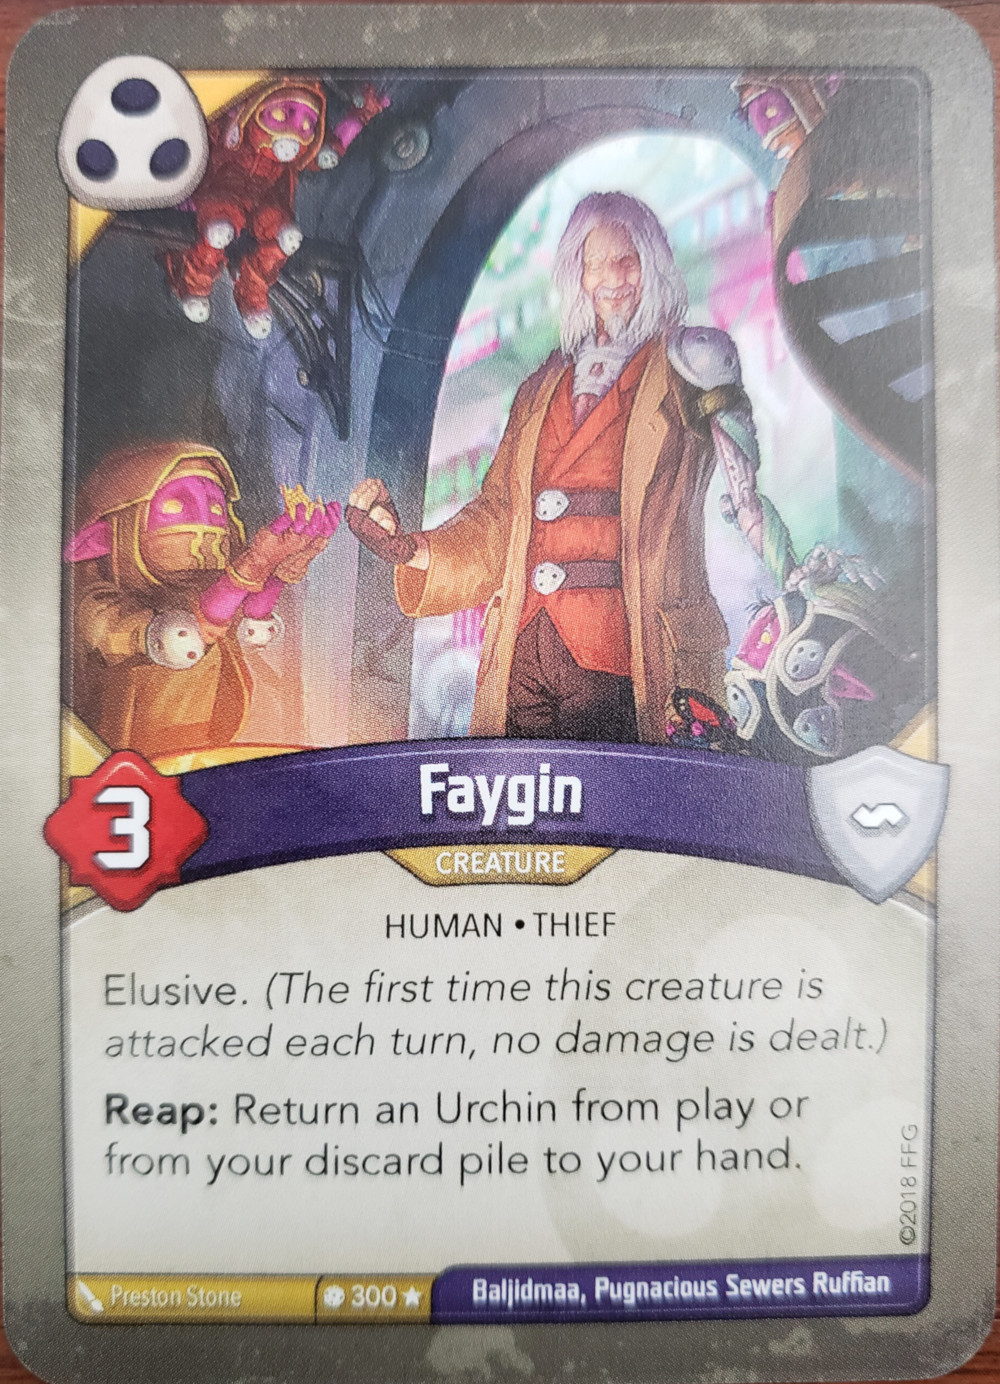 3
Faygin
CREATURE
HUMAN • THIEF
Elusive. (The first time this creature is
attacked each turn, no damage is dealt.)
Reap: Return an Urchin from play or
from your discard pile to your hand.
©2018 FFG
Preston Stone
300
Baljidmaa, Pugnacious Sewers Ruffian